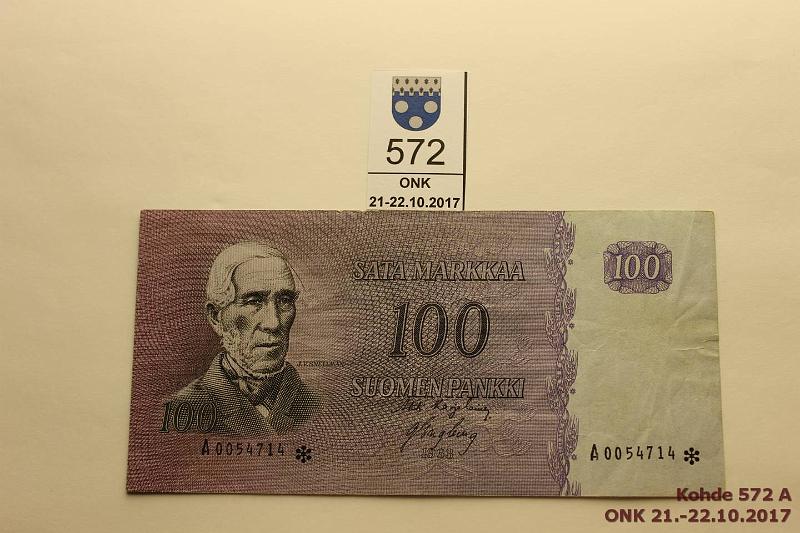 572
ONK
21-22.10.2017
SATA MARKKAA
100
100
SUOMEN PANKKI
100
A0054714 *
A0054714 *
Kohde 572 A
ONK 21.-22.10.2017